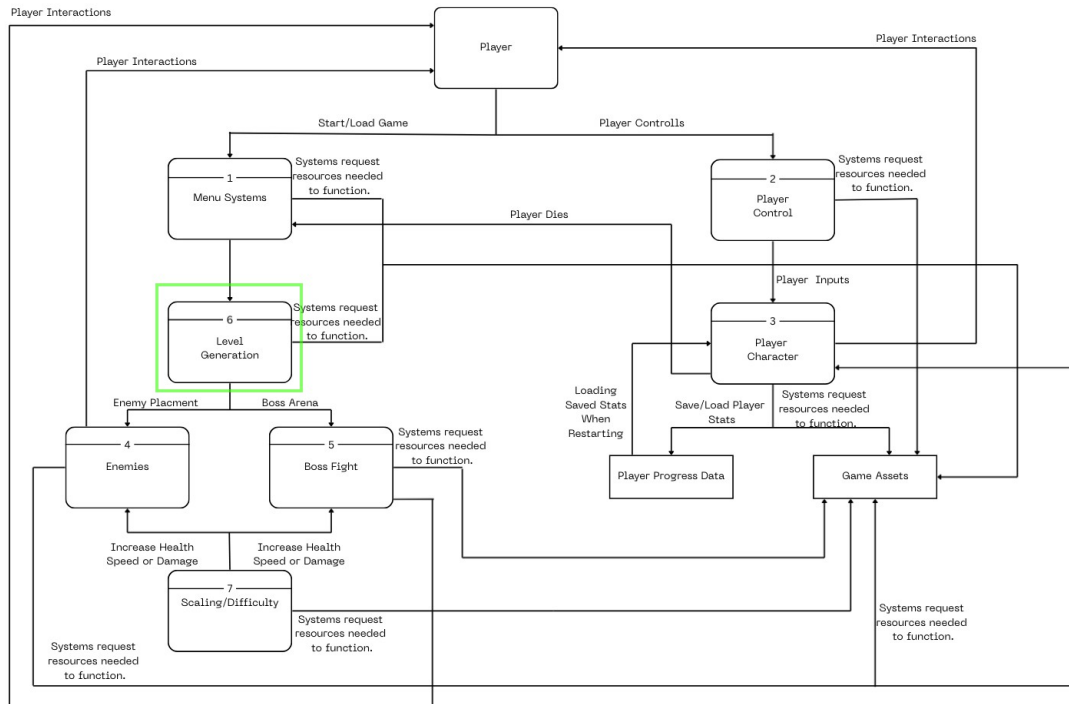 Player Interactions
Player
Player Interactions
Player Interactions
Start/Load Game
Player Controlls
Systems request
resources needed
to function.
1
Menu Systems
Systems request
resources needed
to function.
2
Player
Control
Player Dies
Player Inputs
Systems request
resources needed
to function.
6
Level
Generation
3
Player
Character
Loading
Saved Stats
When
Restarting
Save/Load Player
Stats
Systems request
resources needed
to function.
Enemy Placment
Boss Arena
4
Enemies
5
Boss Fight
Systems request
resources needed
to function.
Player Progress Data
Game Assets
Increase Health
Speed or Damage
Increase Health
Speed or Damage
7
Scaling/Difficulty
Systems request
resources needed
to function.
Systems request
resources needed
to function.
Systems request
resources needed
to function.